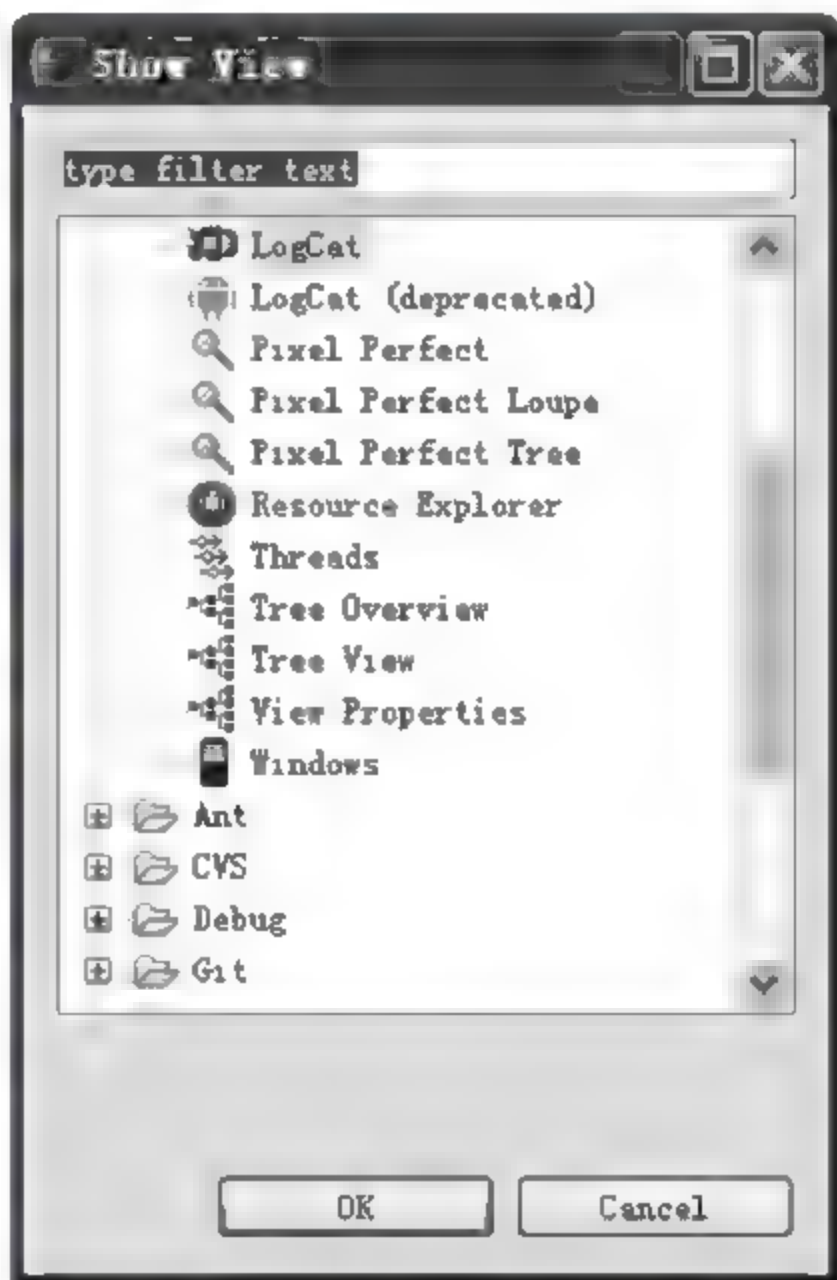 Show View
type filter text
LogCat
LogCat (deprecated)
Pixel Perfect
Pixel Perfect Loupe
Pixel Perfect Tree
Resource Explorer
Threads
Tree Overview
Tree View
View Properties
Windows
Ant
CVS
Debug
Git
OK
Cancel